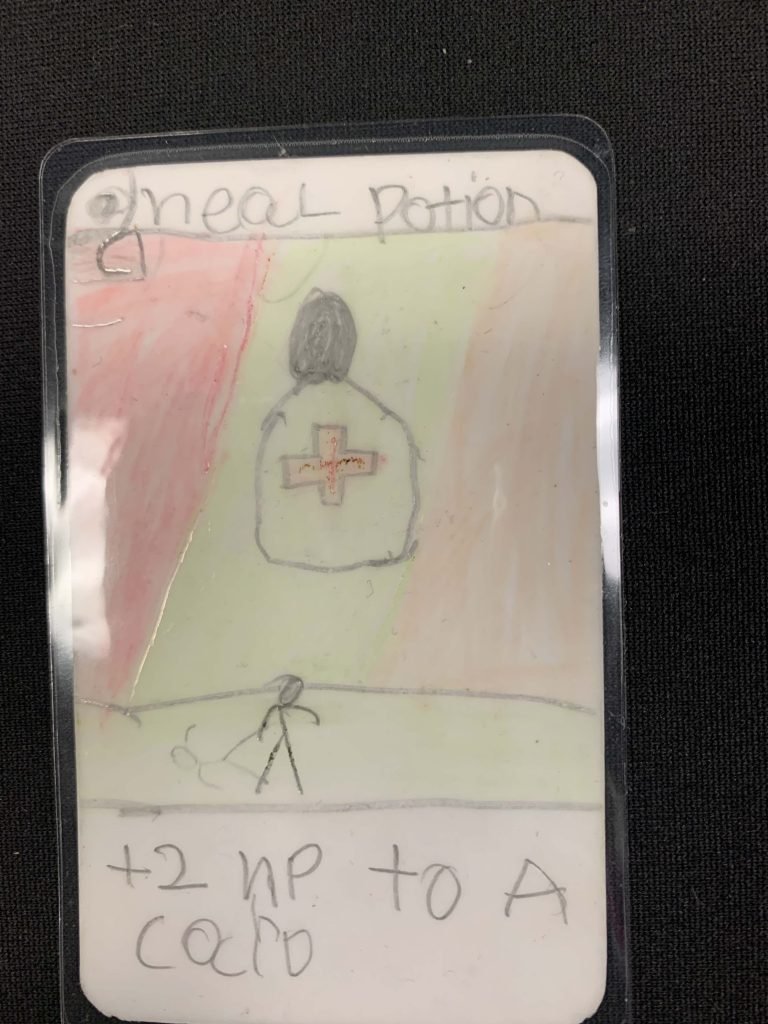 heal potion
+2 hp to A
card